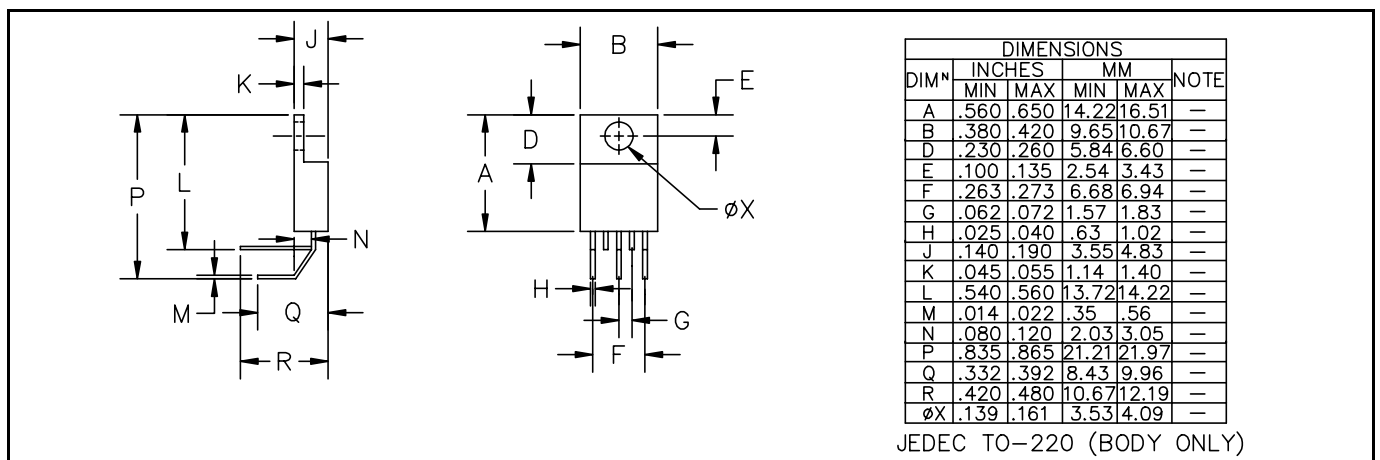 J
K
P
L
N
M
Q
R
B
E
D
A
øX
H
G
F
DIMENSIONS
DIMᴺ INCHES MM NOTE
MIN MAX MIN MAX
A .560 .650 14.22 16.51 —
B .380 .420 9.65 10.67 —
D .230 .260 5.84 6.60 —
E .100 .135 2.54 3.43 —
F .263 .273 6.68 6.94 —
G .062 .072 1.57 1.83 —
H .025 .040 .63 1.02 —
J .140 .190 3.55 4.83 —
K .045 .055 1.14 1.40 —
L .540 .560 13.72 14.22 —
M .014 .022 .35 .56 —
N .080 .120 2.03 3.05 —
P .835 .865 21.21 21.97 —
Q .332 .392 8.43 9.96 —
R .420 .480 10.67 12.19 —
øX .139 .161 3.53 4.09 —
JEDEC TO-220 (BODY ONLY)